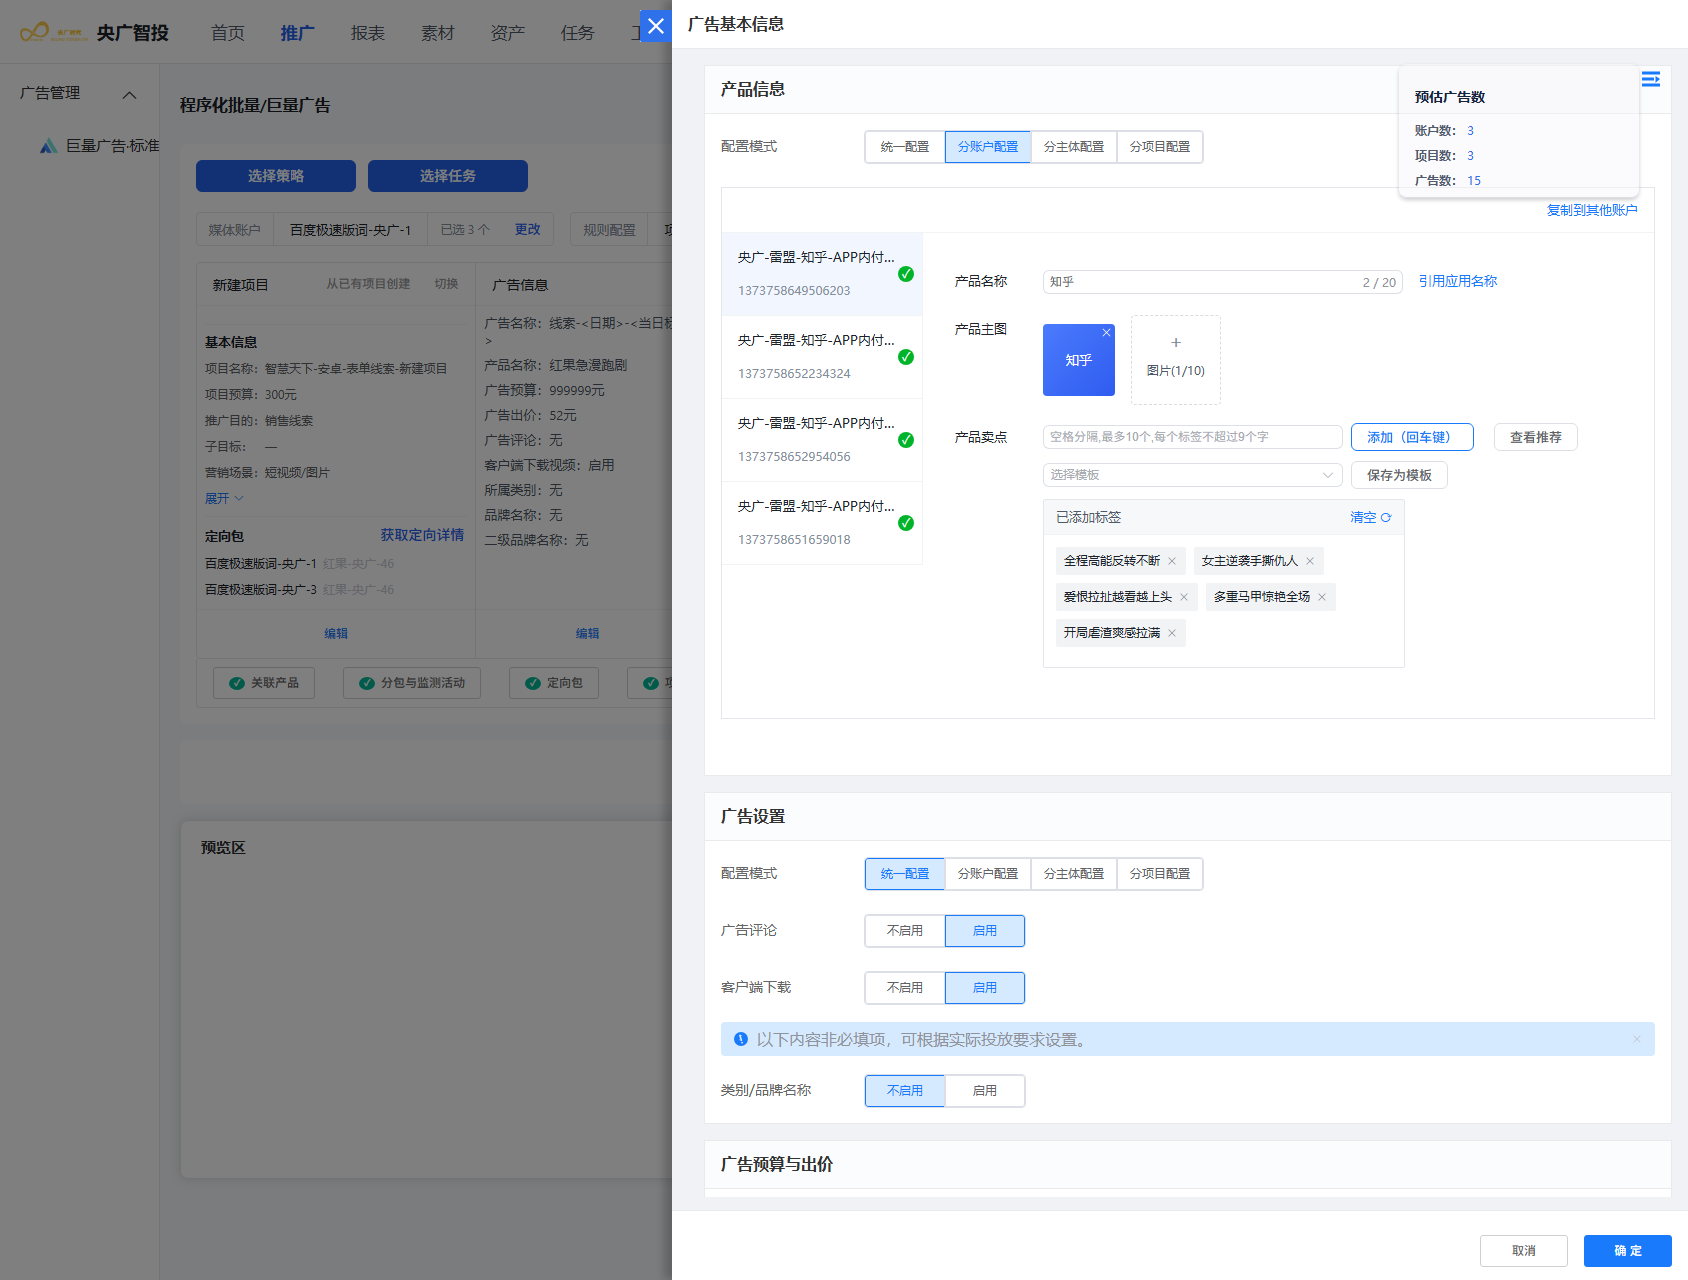 央广智投
首页
推广
报表
素材
资产
任务
广告管理
巨量广告·标准
程序化批量/巨量广告
选择策略
选择任务
媒体账户
百度极速版词-央广-1
已选 3 个
更改
规则配置
新建项目
从已有项目创建
切换
广告信息
基本信息
项目名称：智慧天下-安卓-表单线索-新建项目
项目预算：300元
推广目的：销售线索
子目标：—
营销场景：短视频/图片
展开
定向包
获取定向详情
百度极速版词-央广-1 红果-央广-46
百度极速版词-央广-3 红果-央广-46
编辑
广告名称：线索-<日期>-<当日标
>
产品名称：红果急漫跑剧
广告预算：999999元
广告出价：52元
广告评论：无
客户端下载视频：启用
所属类别：无
品牌名称：无
二级品牌名称：无
编辑
关联产品
分包与监测活动
定向包
预览区
广告基本信息
产品信息
预估广告数
账户数：3
项目数：3
广告数：15
配置模式
统一配置
分账户配置
分主体配置
分项目配置
复制到其他账户
央广-雷盟-知乎-APP内付...
1373758649506203
央广-雷盟-知乎-APP内付...
1373758652234324
央广-雷盟-知乎-APP内付...
1373758652954056
央广-雷盟-知乎-APP内付...
1373758651659018
产品名称
知乎
2 / 20
引用应用名称
产品主图
知乎
+
图片(1/10)
产品卖点
空格分隔,最多10个,每个标签不超过9个字
添加（回车键）
查看推荐
选择模板
保存为模板
已添加标签
清空
全程高能反转不断
女主逆袭手撕仇人
爱恨拉扯越看越上头
多重马甲惊艳全场
开局虐渣爽感拉满
广告设置
配置模式
统一配置
分账户配置
分主体配置
分项目配置
广告评论
不启用
启用
客户端下载
不启用
启用
以下内容非必填项，可根据实际投放要求设置。
类别/品牌名称
不启用
启用
广告预算与出价
取消
确 定